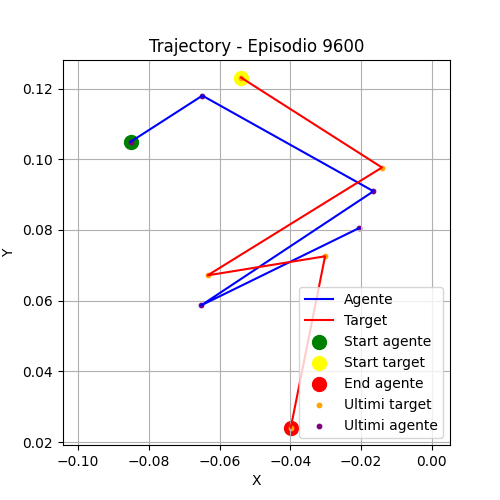 Trajectory - Episodio 9600
Y
0.12
0.10
0.08
0.06
0.04
0.02
Agente
Target
Start agente
Start target
End agente
Ultimi target
Ultimi agente
−0.10 −0.08 −0.06 −0.04 −0.02 0.00
X